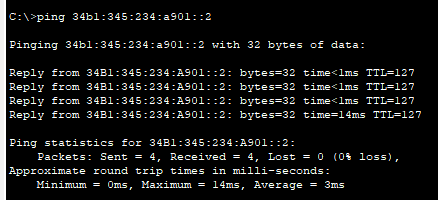 C:\>ping 34b1:345:234:a901::2
Pinging 34b1:345:234:a901::2 with 32 bytes of data:
Reply from 34B1:345:234:A901::2: bytes=32 time<1ms TTL=127
Reply from 34B1:345:234:A901::2: bytes=32 time<1ms TTL=127
Reply from 34B1:345:234:A901::2: bytes=32 time<1ms TTL=127
Reply from 34B1:345:234:A901::2: bytes=32 time=14ms TTL=127
Ping statistics for 34B1:345:234:A901::2:
Packets: Sent = 4, Received = 4, Lost = 0 (0% loss),
Approximate round trip times in milli-seconds:
Minimum = 0ms, Maximum = 14ms, Average = 3ms